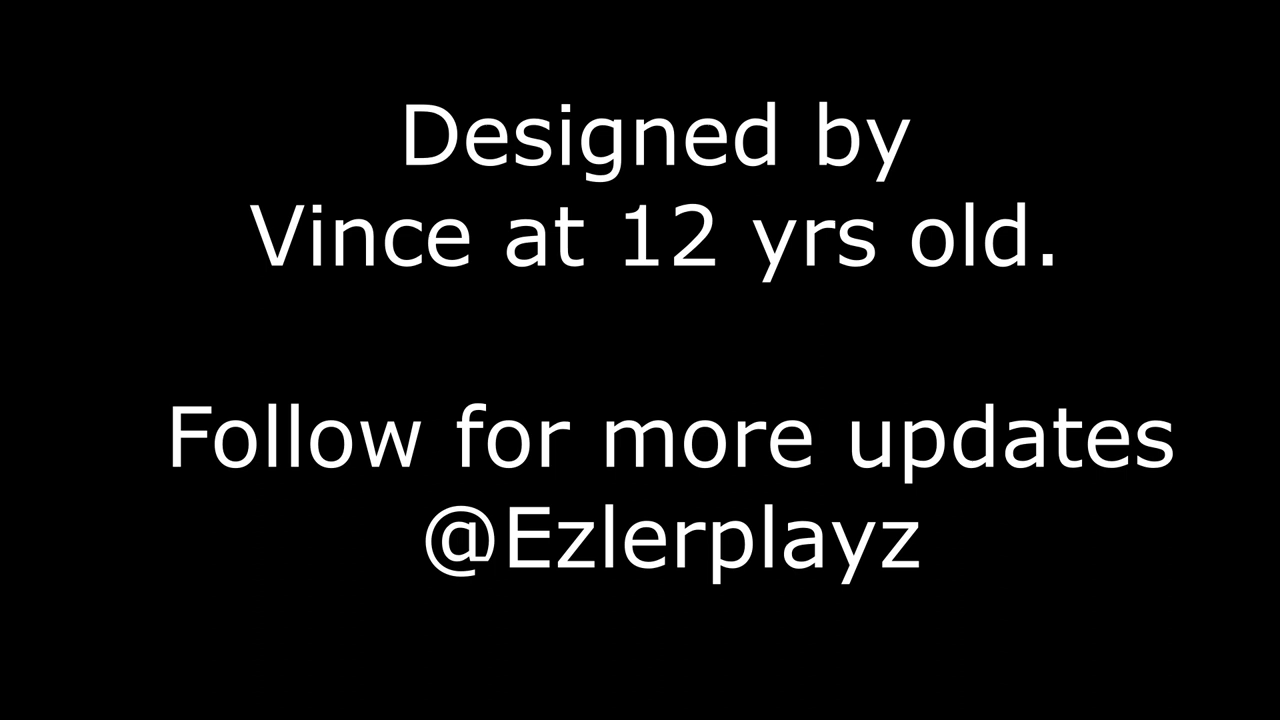 Designed by
Vince at 12 yrs old.
Follow for more updates
@Ezlerplayz